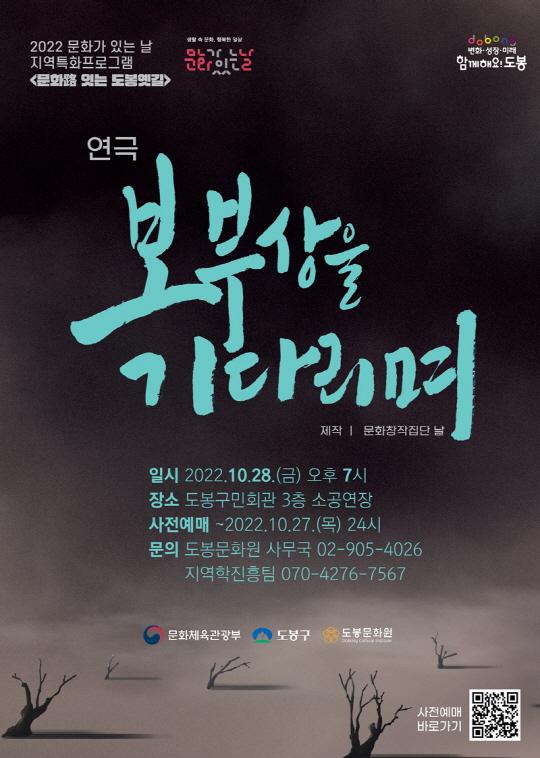 2022 문화가 있는 날
지역특화프로그램
<문화路 잇는 도봉옛길>
생활 속 문화, 행복한 일상
문화가 있는 날
dobong
변화·성장·미래
함께해요! 도봉
연극
보부상을
기다리며
제작 | 문화창작집단 날
일시 2022.10.28.(금) 오후 7시
장소 도봉구민회관 3층 소공연장
사전예매 ~2022.10.27.(목) 24시
문의 도봉문화원 사무국 02-905-4026
지역학진흥팀 070-4276-7567
문화체육관광부 도봉구 도봉문화원
Dobong Cultural Institute
사전예매
바로가기